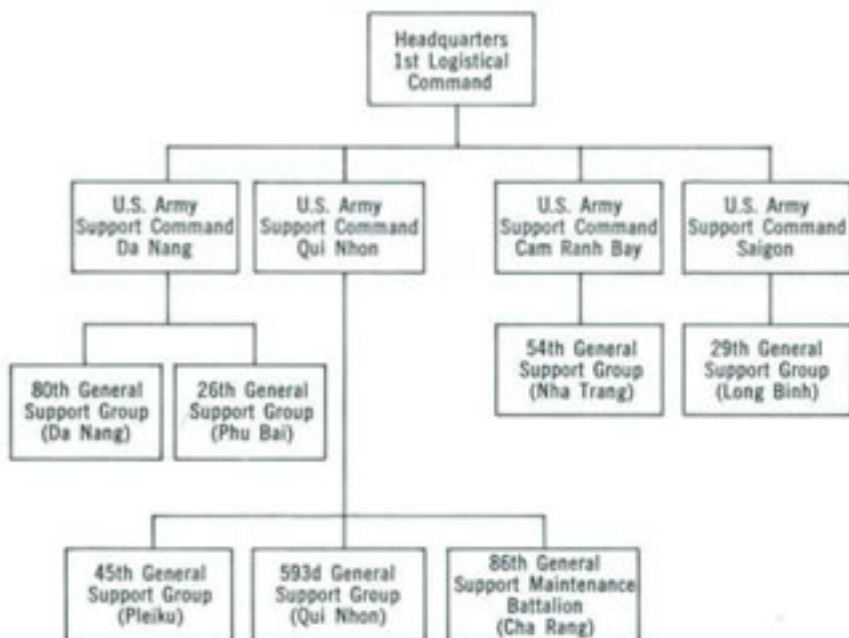 Headquarters
1st Logistical
Command
U.S. Army
Support Command
Da Nang
U.S. Army
Support Command
Qui Nhon
U.S. Army
Support Command
Cam Ranh Bay
U.S. Army
Support Command
Saigon
80th General
Support Group
(Da Nang)
26th General
Support Group
(Phu Bai)
54th General
Support Group
(Nha Trang)
29th General
Support Group
(Long Binh)
45th General
Support Group
(Pleiku)
593d General
Support Group
(Qui Nhon)
86th General
Support Maintenance
Battalion
(Cha Rang)